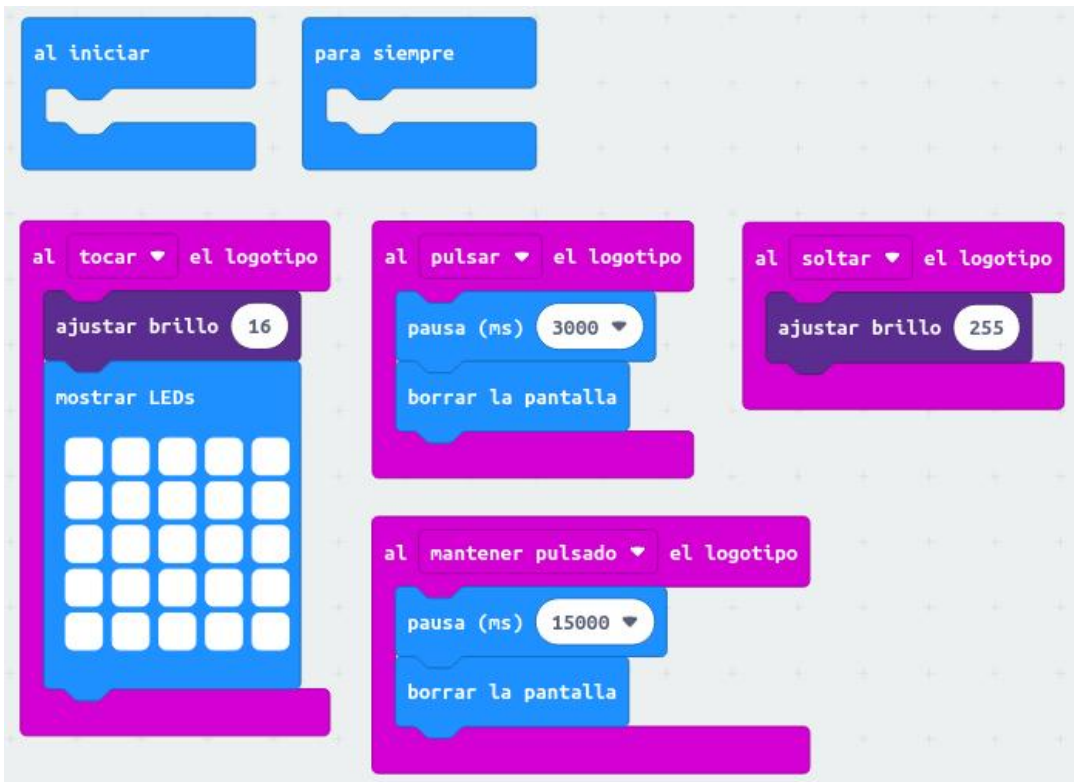 al iniciar
para siempre
al tocar el logotipo
ajustar brillo 16
mostrar LEDs
al pulsar el logotipo
pausa (ms) 3000
borrar la pantalla
al soltar el logotipo
ajustar brillo 255
al mantener pulsado el logotipo
pausa (ms) 15000
borrar la pantalla